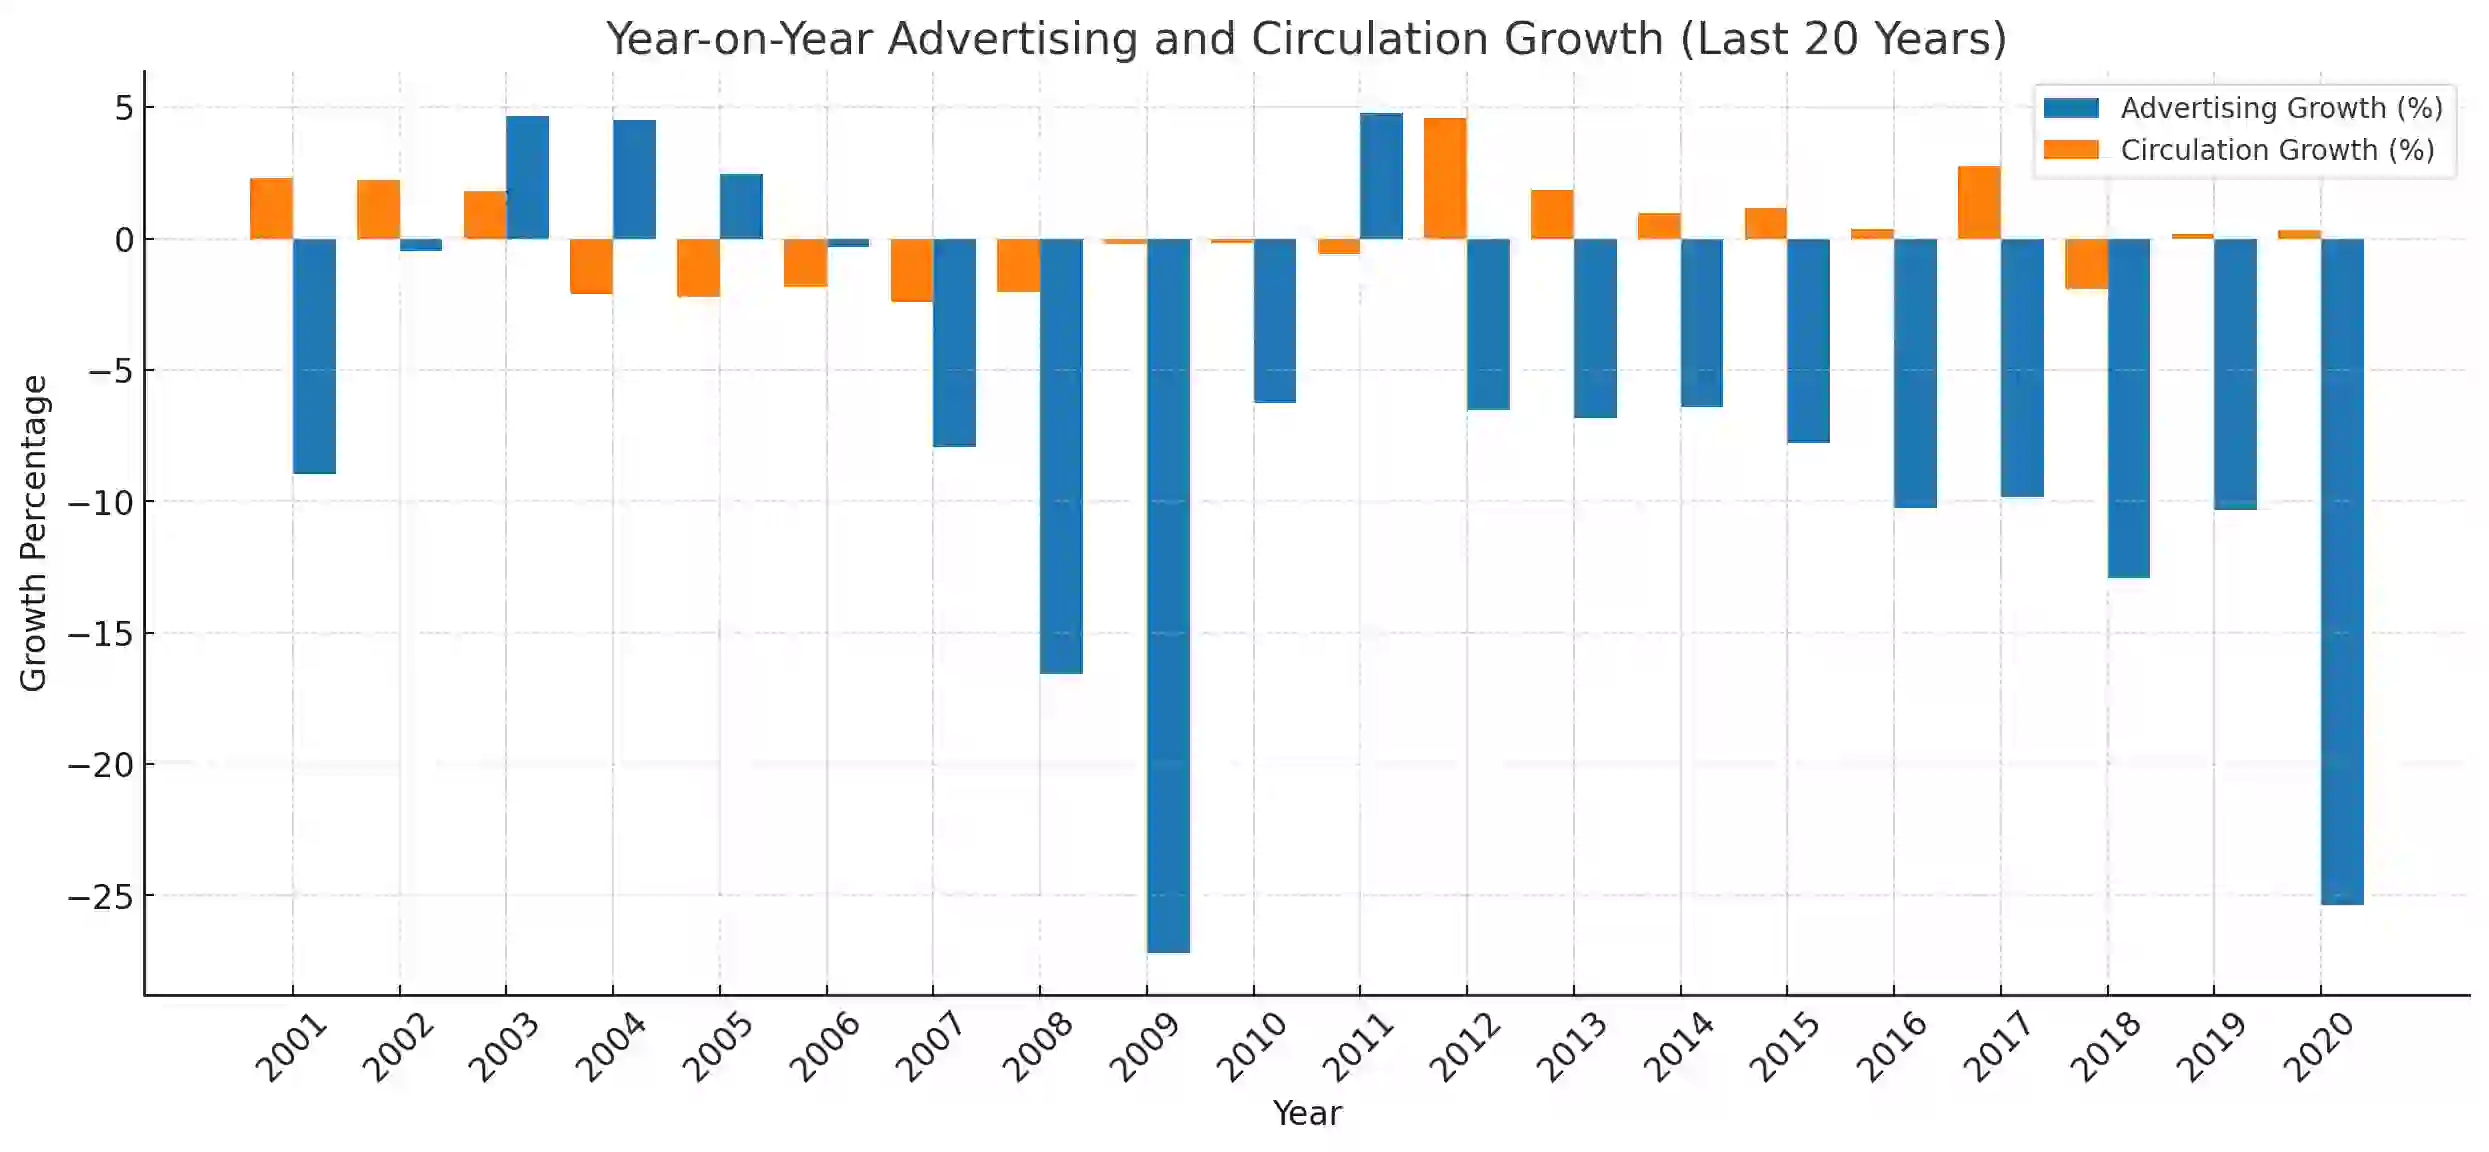 Year-on-Year Advertising and Circulation Growth (Last 20 Years)
Advertising Growth (%)
Circulation Growth (%)
Growth Percentage
5
0
−5
−10
−15
−20
−25
2001 2002 2003 2004 2005 2006 2007 2008 2009 2010 2011 2012 2013 2014 2015 2016 2017 2018 2019 2020
Year